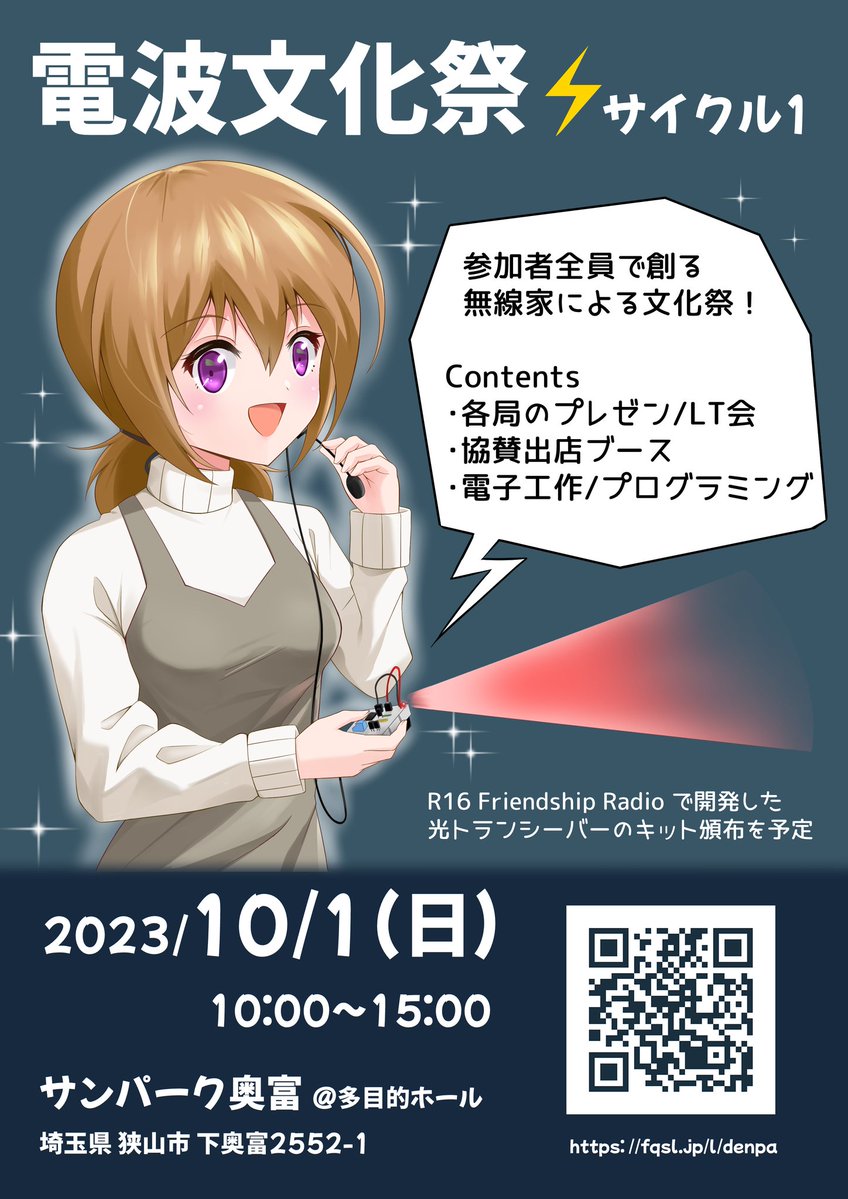 電波文化祭⚡サイクル1
参加者全員で創る
無線家による文化祭！
Contents
・各局のプレゼン/LT会
・協賛出店ブース
・電子工作/プログラミング
R16 Friendship Radio で開発した
光トランシーバーのキット頒布を予定
2023/10/1(日)
10:00〜15:00
サンパーク奥富 @多目的ホール
埼玉県 狭山市 下奥富2552-1
https://fqsl.jp/l/denpa